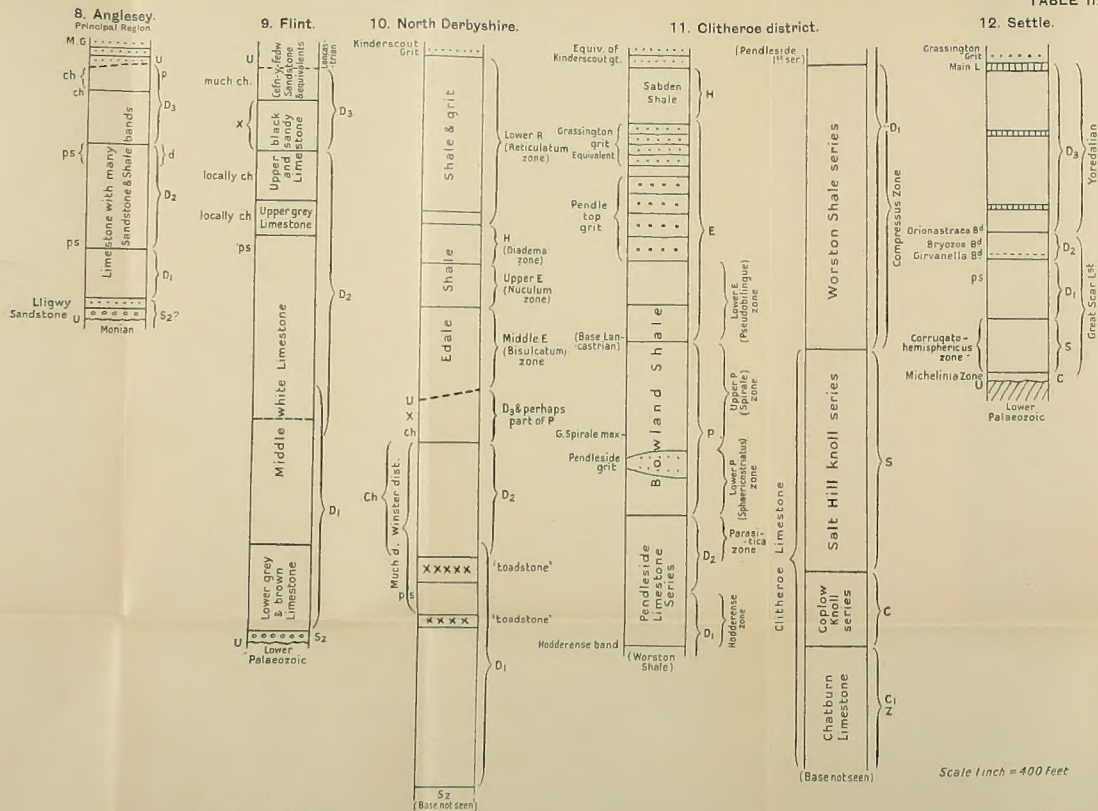 TABLE II.
8. Anglesey.
Principal Region.
M.G
U
ch
ch
P
D3
ps
d
D2
ps
D1
Limestone with many
Sandstone & Shale bands
Lligwy
Sandstone
U
S2?
Monian
9. Flint.
U
Cefn-y-fedw
Sandstone
& equivalents
Lancas-
trian
much ch.
D3
X
Upper black
and sandy
Limestone
locally ch
locally ch
Upper grey
Limestone
ps
D2
Middle white Limestone
D1
Lower grey
& brown
Limestone
S2
U
Lower
Palaeozoic
10. North Derbyshire.
Kinderscout
Grit
Shale & grit
Lower R
(Reticulatum
zone)
H
(Diadema
zone)
Upper E
(Nuculum
zone)
Edale Shale
Middle E
(Bisulcatum)
zone
U
X
ch
D3 & perhaps
part of P
Ch
Much d. Winster dist.
D2
XXXXX
'toadstone'
ps
XXXX
'toadstone'
D1
S2
(Base not seen)
11. Clitheroe district.
Equiv. of
Kinderscout gt.
Sabden
Shale
H
Grassington
grit
Equivalent
Pendle
top
grit
E
Lower E
(Pseudobilingue)
zone
(Base Lan-
castrian)
Bowland Shale
Upper P
(Spirale)
zone
G. Spirale max
P
Pendleside
grit
Lower P
(Sphaericostriatus)
zone
Pendleside
Limestone
Series
D2
Parasi-
tica
zone
D1
Hodderense
zone
Hodderense band
(Worston
Shale)
(Pendleside
lst ser)
Worston Shale series
D1
Compressus Zone
Clitheroe Limestone
Salt Hill Knoll series
S
Coplow
Knoll
series
C
Chatburn
Limestone
C1
Z
(Base not seen)
12. Settle.
Grassington
Grit
Main L
D3
Yoredalian
Orionastraea Bd
Bryozoa Bd
Girvanella Bd
D2
ps
D1
Great Scar Lst
Corrugato-
hemisphericus
zone
S
Michelinia Zone
C
U
Lower
Palaeozoic
Scale 1 inch = 400 feet